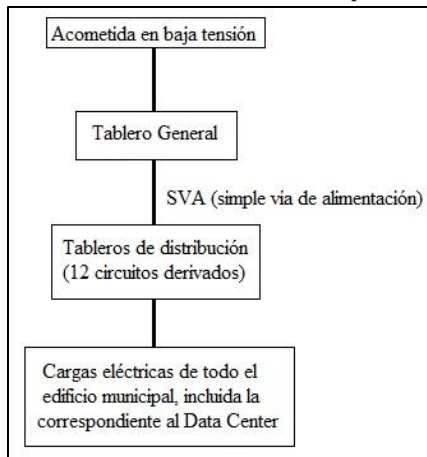 Acometida en baja tensión
Tablero General
SVA (simple via de alimentación)
Tableros de distribución
(12 circuitos derivados)
Cargas eléctricas de todo el
edificio municipal, incluida la
correspondiente al Data Center